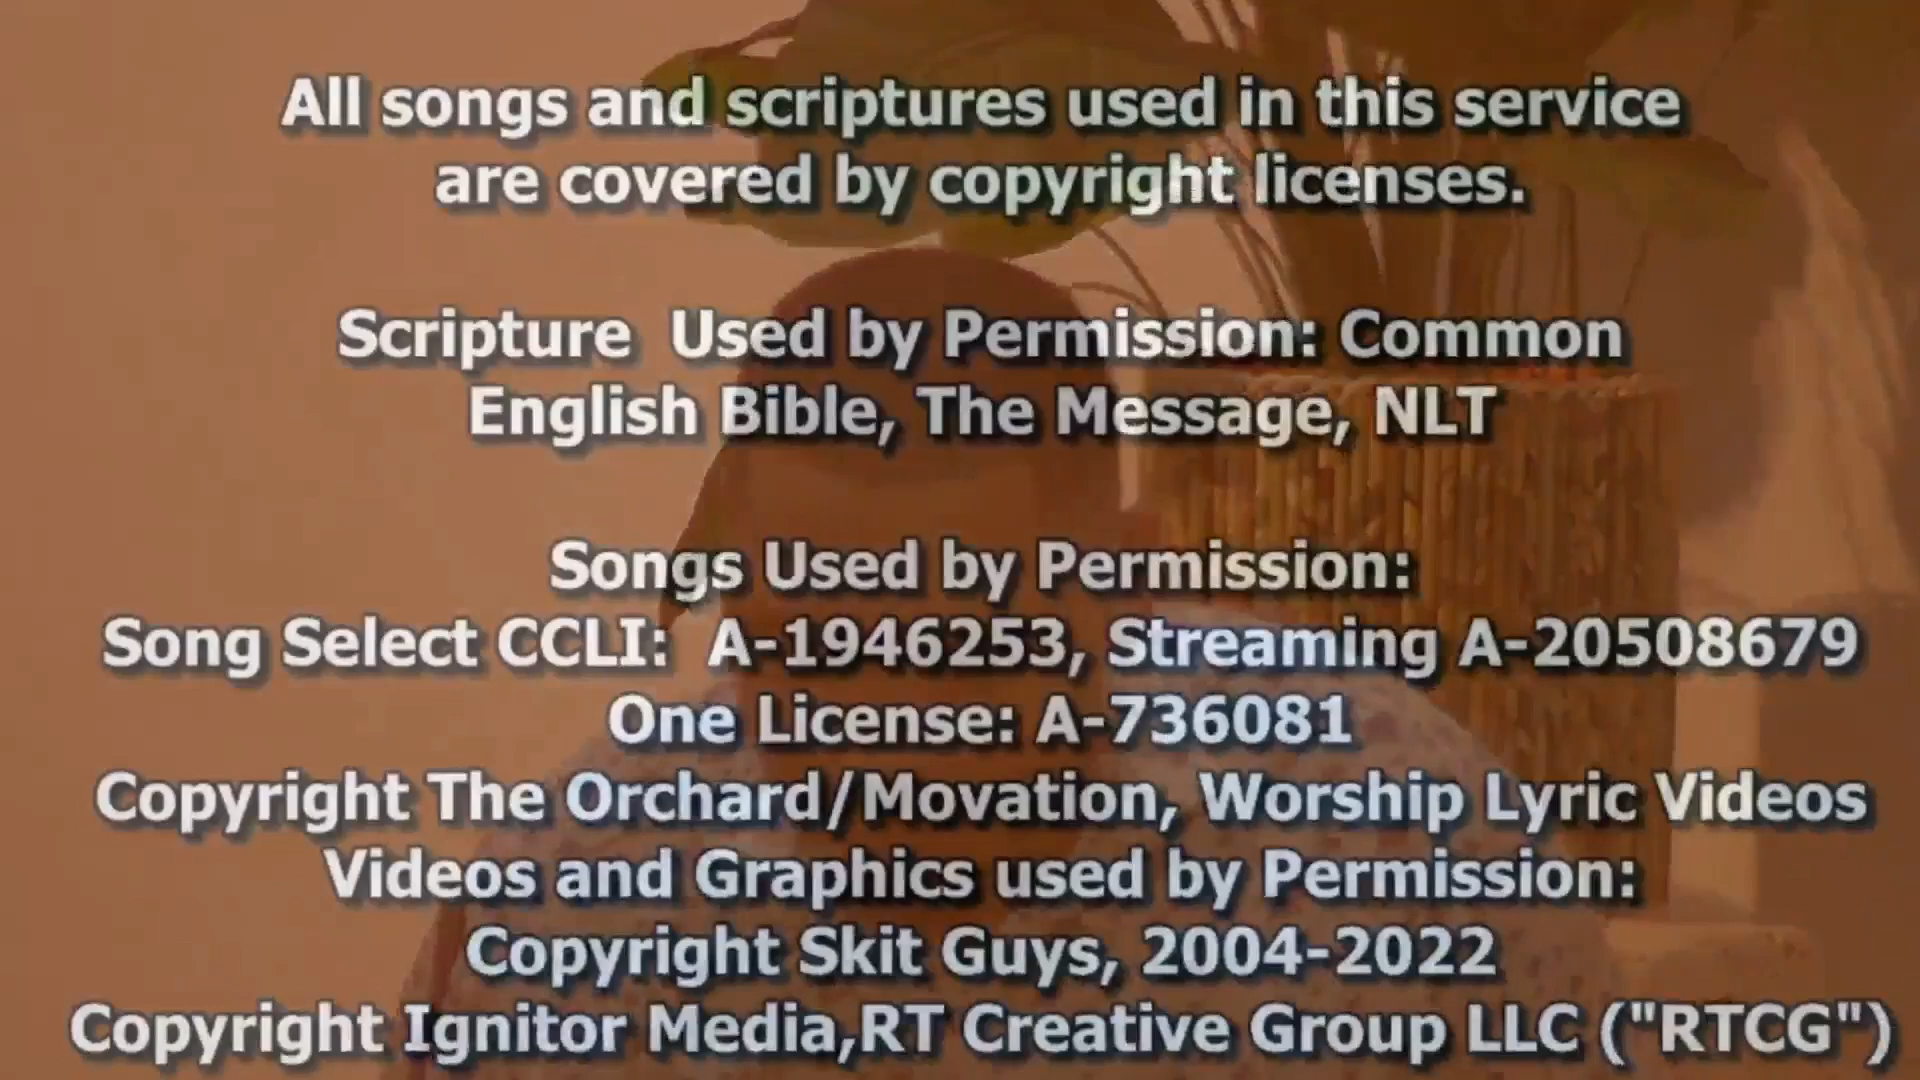 All songs and scriptures used in this service
are covered by copyright licenses.
Scripture  Used by Permission: Common
English Bible, The Message, NLT
Songs Used by Permission:
Song Select CCLI:  A-1946253, Streaming A-20508679
One License: A-736081
Copyright The Orchard/Movation, Worship Lyric Videos
Videos and Graphics used by Permission:
Copyright Skit Guys, 2004-2022
Copyright Ignitor Media,RT Creative Group LLC ("RTCG")